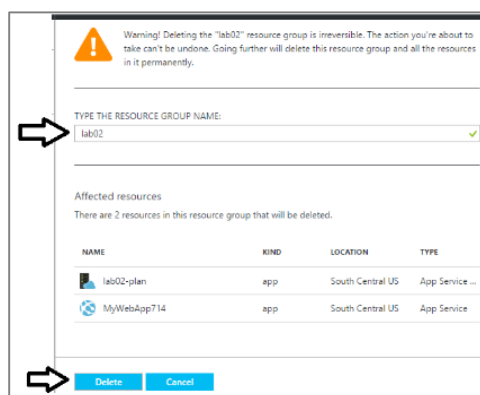 Warning! Deleting the "lab02" resource group is irreversible. The action you're about to
take can't be undone. Going further will delete this resource group and all the resources
in it permanently.
TYPE THE RESOURCE GROUP NAME:
lab02
Affected resources
There are 2 resources in this resource group that will be deleted.
NAME KIND LOCATION TYPE
lab02-plan app South Central US App Service ...
MyWebApp714 app South Central US App Service
Delete Cancel